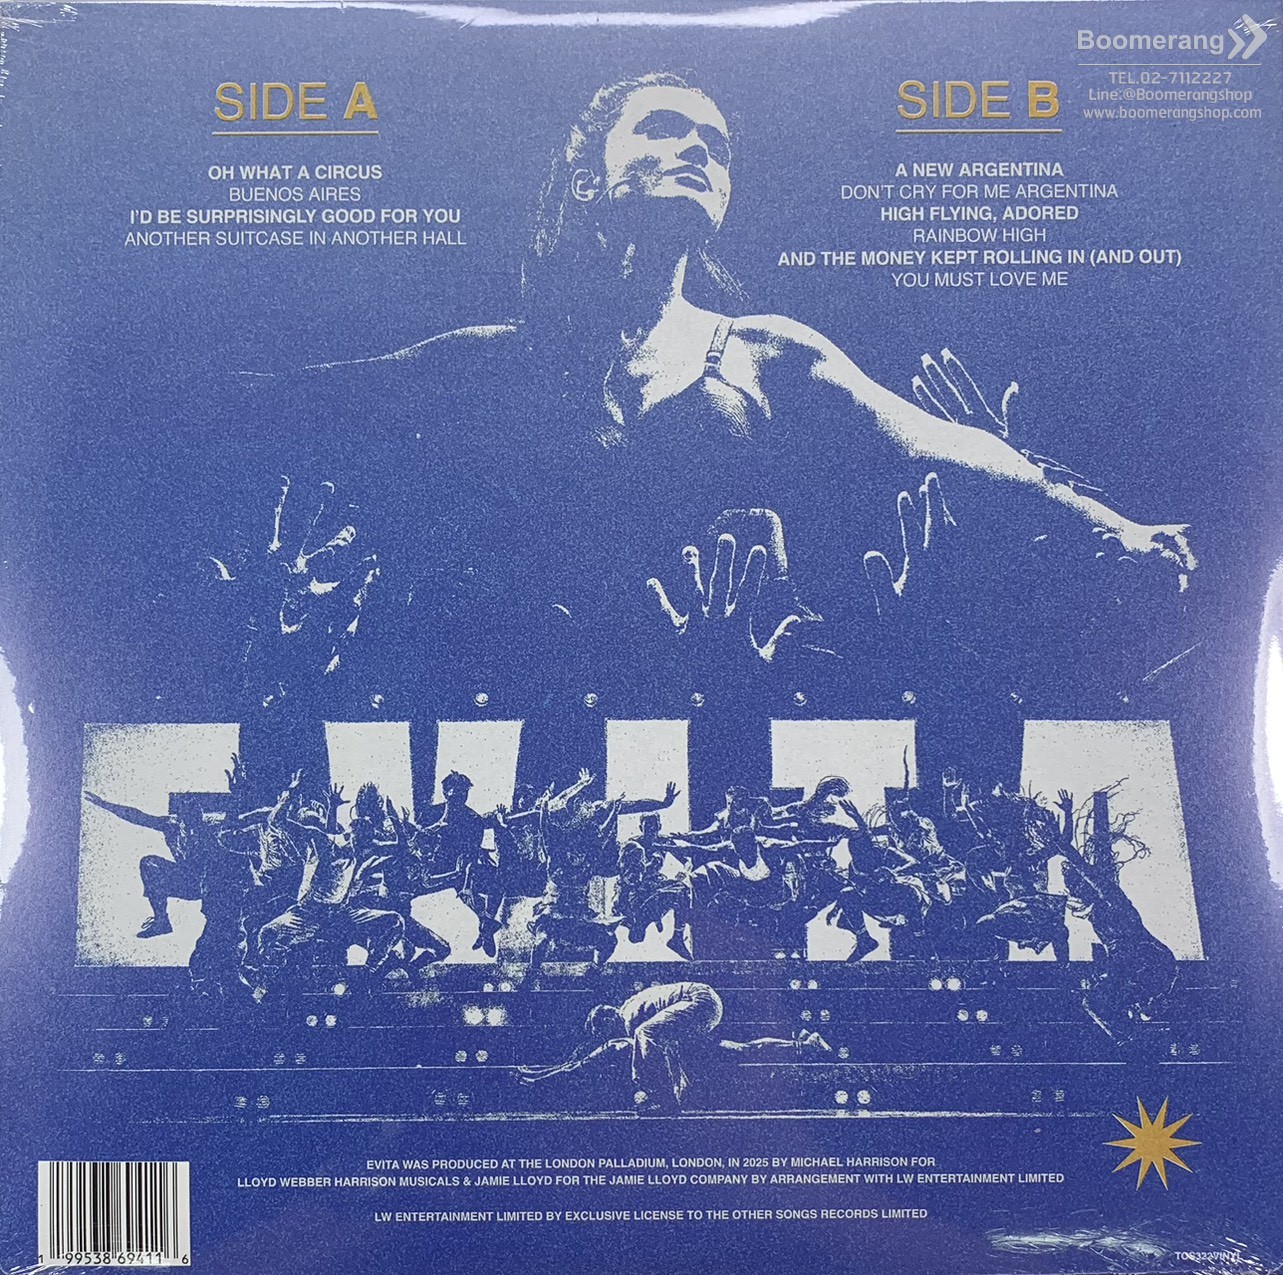 Boomerang
TEL.02-7112227
Line:@Boomerangshop
www.boomerangshop.com
SIDE A
OH WHAT A CIRCUS
BUENOS AIRES
I'D BE SURPRISINGLY GOOD FOR YOU
ANOTHER SUITCASE IN ANOTHER HALL
SIDE B
A NEW ARGENTINA
DON'T CRY FOR ME ARGENTINA
HIGH FLYING, ADORED
RAINBOW HIGH
AND THE MONEY KEPT ROLLING IN (AND OUT)
YOU MUST LOVE ME
EVITA
EVITA WAS PRODUCED AT THE LONDON PALLADIUM, LONDON, IN 2025 BY MICHAEL HARRISON FOR
LLOYD WEBBER HARRISON MUSICALS & JAMIE LLOYD FOR THE JAMIE LLOYD COMPANY BY ARRANGEMENT WITH LW ENTERTAINMENT LIMITED
LW ENTERTAINMENT LIMITED BY EXCLUSIVE LICENSE TO THE OTHER SONGS RECORDS LIMITED
1 99538 69411 6
TOS322VINYL